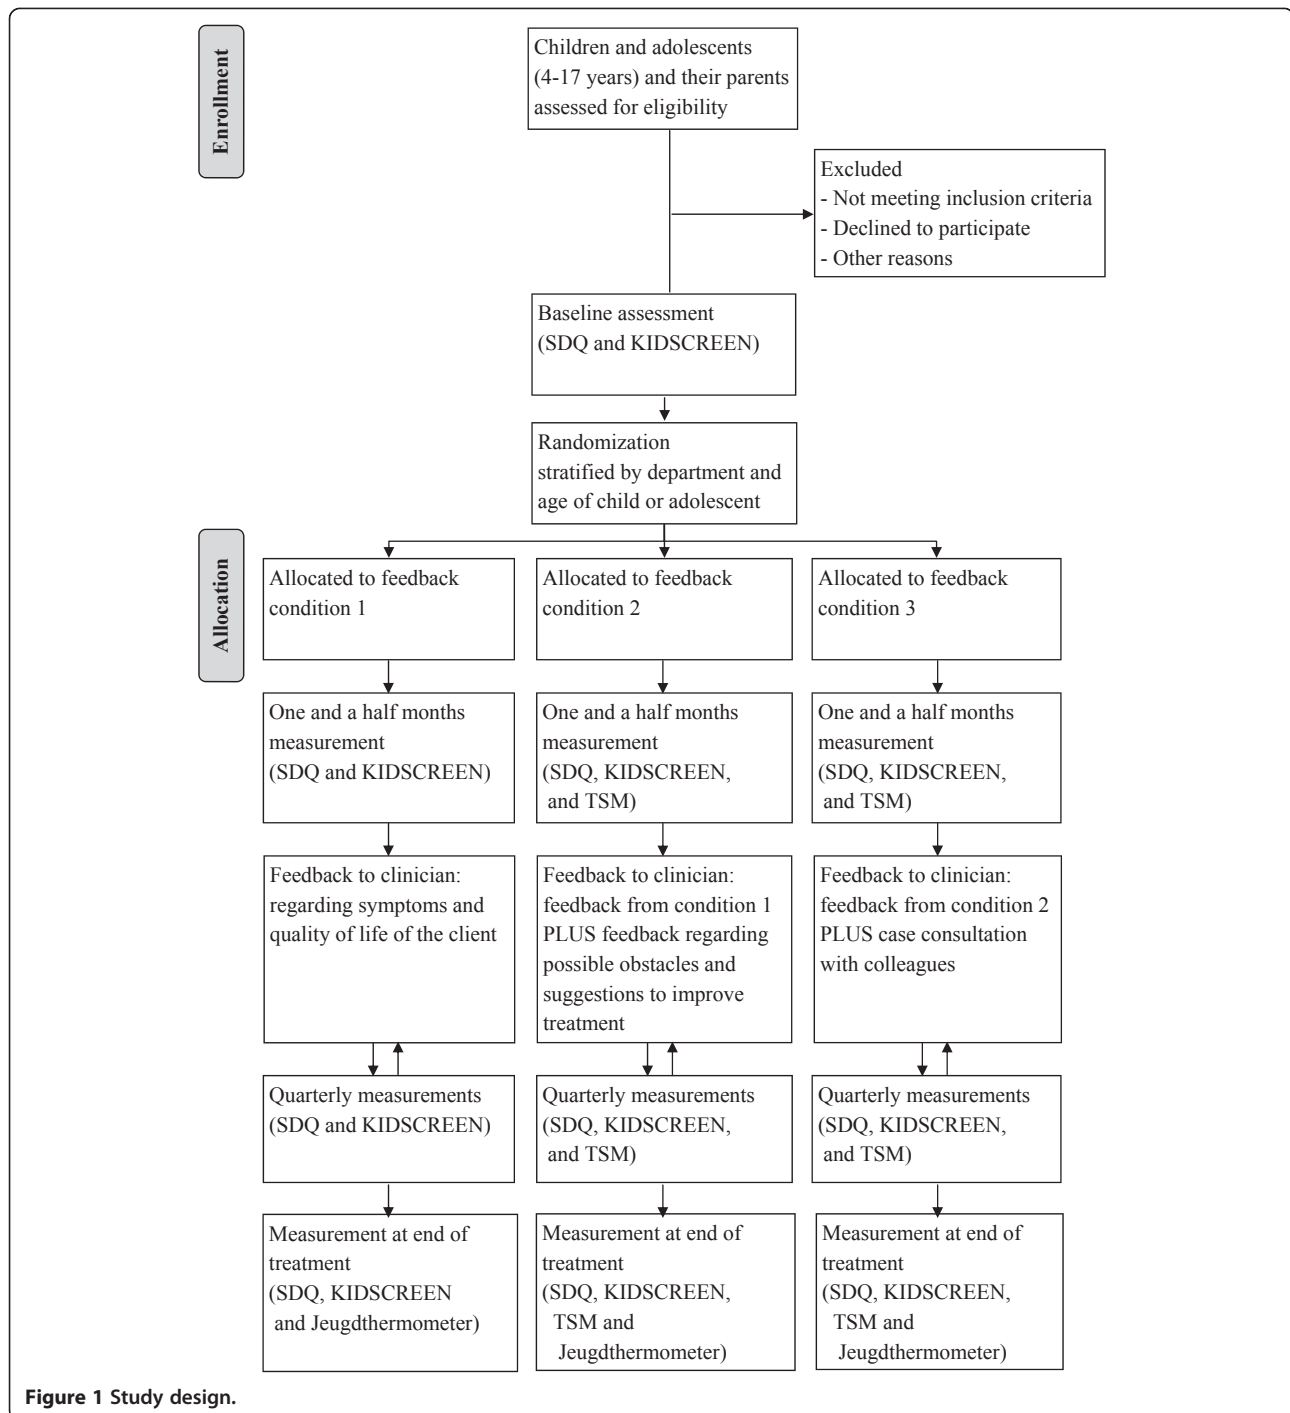 Enrollment
Children and adolescents
(4-17 years) and their parents
assessed for eligibility
Excluded
- Not meeting inclusion criteria
- Declined to participate
- Other reasons
Baseline assessment
(SDQ and KIDSCREEN)
Randomization
stratified by department and
age of child or adolescent
Allocation
Allocated to feedback
condition 1
Allocated to feedback
condition 2
Allocated to feedback
condition 3
One and a half months
measurement
(SDQ and KIDSCREEN)
One and a half months
measurement
(SDQ, KIDSCREEN,
and TSM)
One and a half months
measurement
(SDQ, KIDSCREEN,
and TSM)
Feedback to clinician:
regarding symptoms and
quality of life of the client
Feedback to clinician:
feedback from condition 1
PLUS feedback regarding
possible obstacles and
suggestions to improve
treatment
Feedback to clinician:
feedback from condition 2
PLUS case consultation
with colleagues
Quarterly measurements
(SDQ and KIDSCREEN)
Quarterly measurements
(SDQ, KIDSCREEN,
and TSM)
Quarterly measurements
(SDQ, KIDSCREEN,
and TSM)
Measurement at end of
treatment
(SDQ, KIDSCREEN
and Jeugdthermometer)
Measurement at end of
treatment
(SDQ, KIDSCREEN,
TSM and
Jeugdthermometer)
Measurement at end of
treatment
(SDQ, KIDSCREEN,
TSM and
Jeugdthermometer)
Figure 1 Study design.